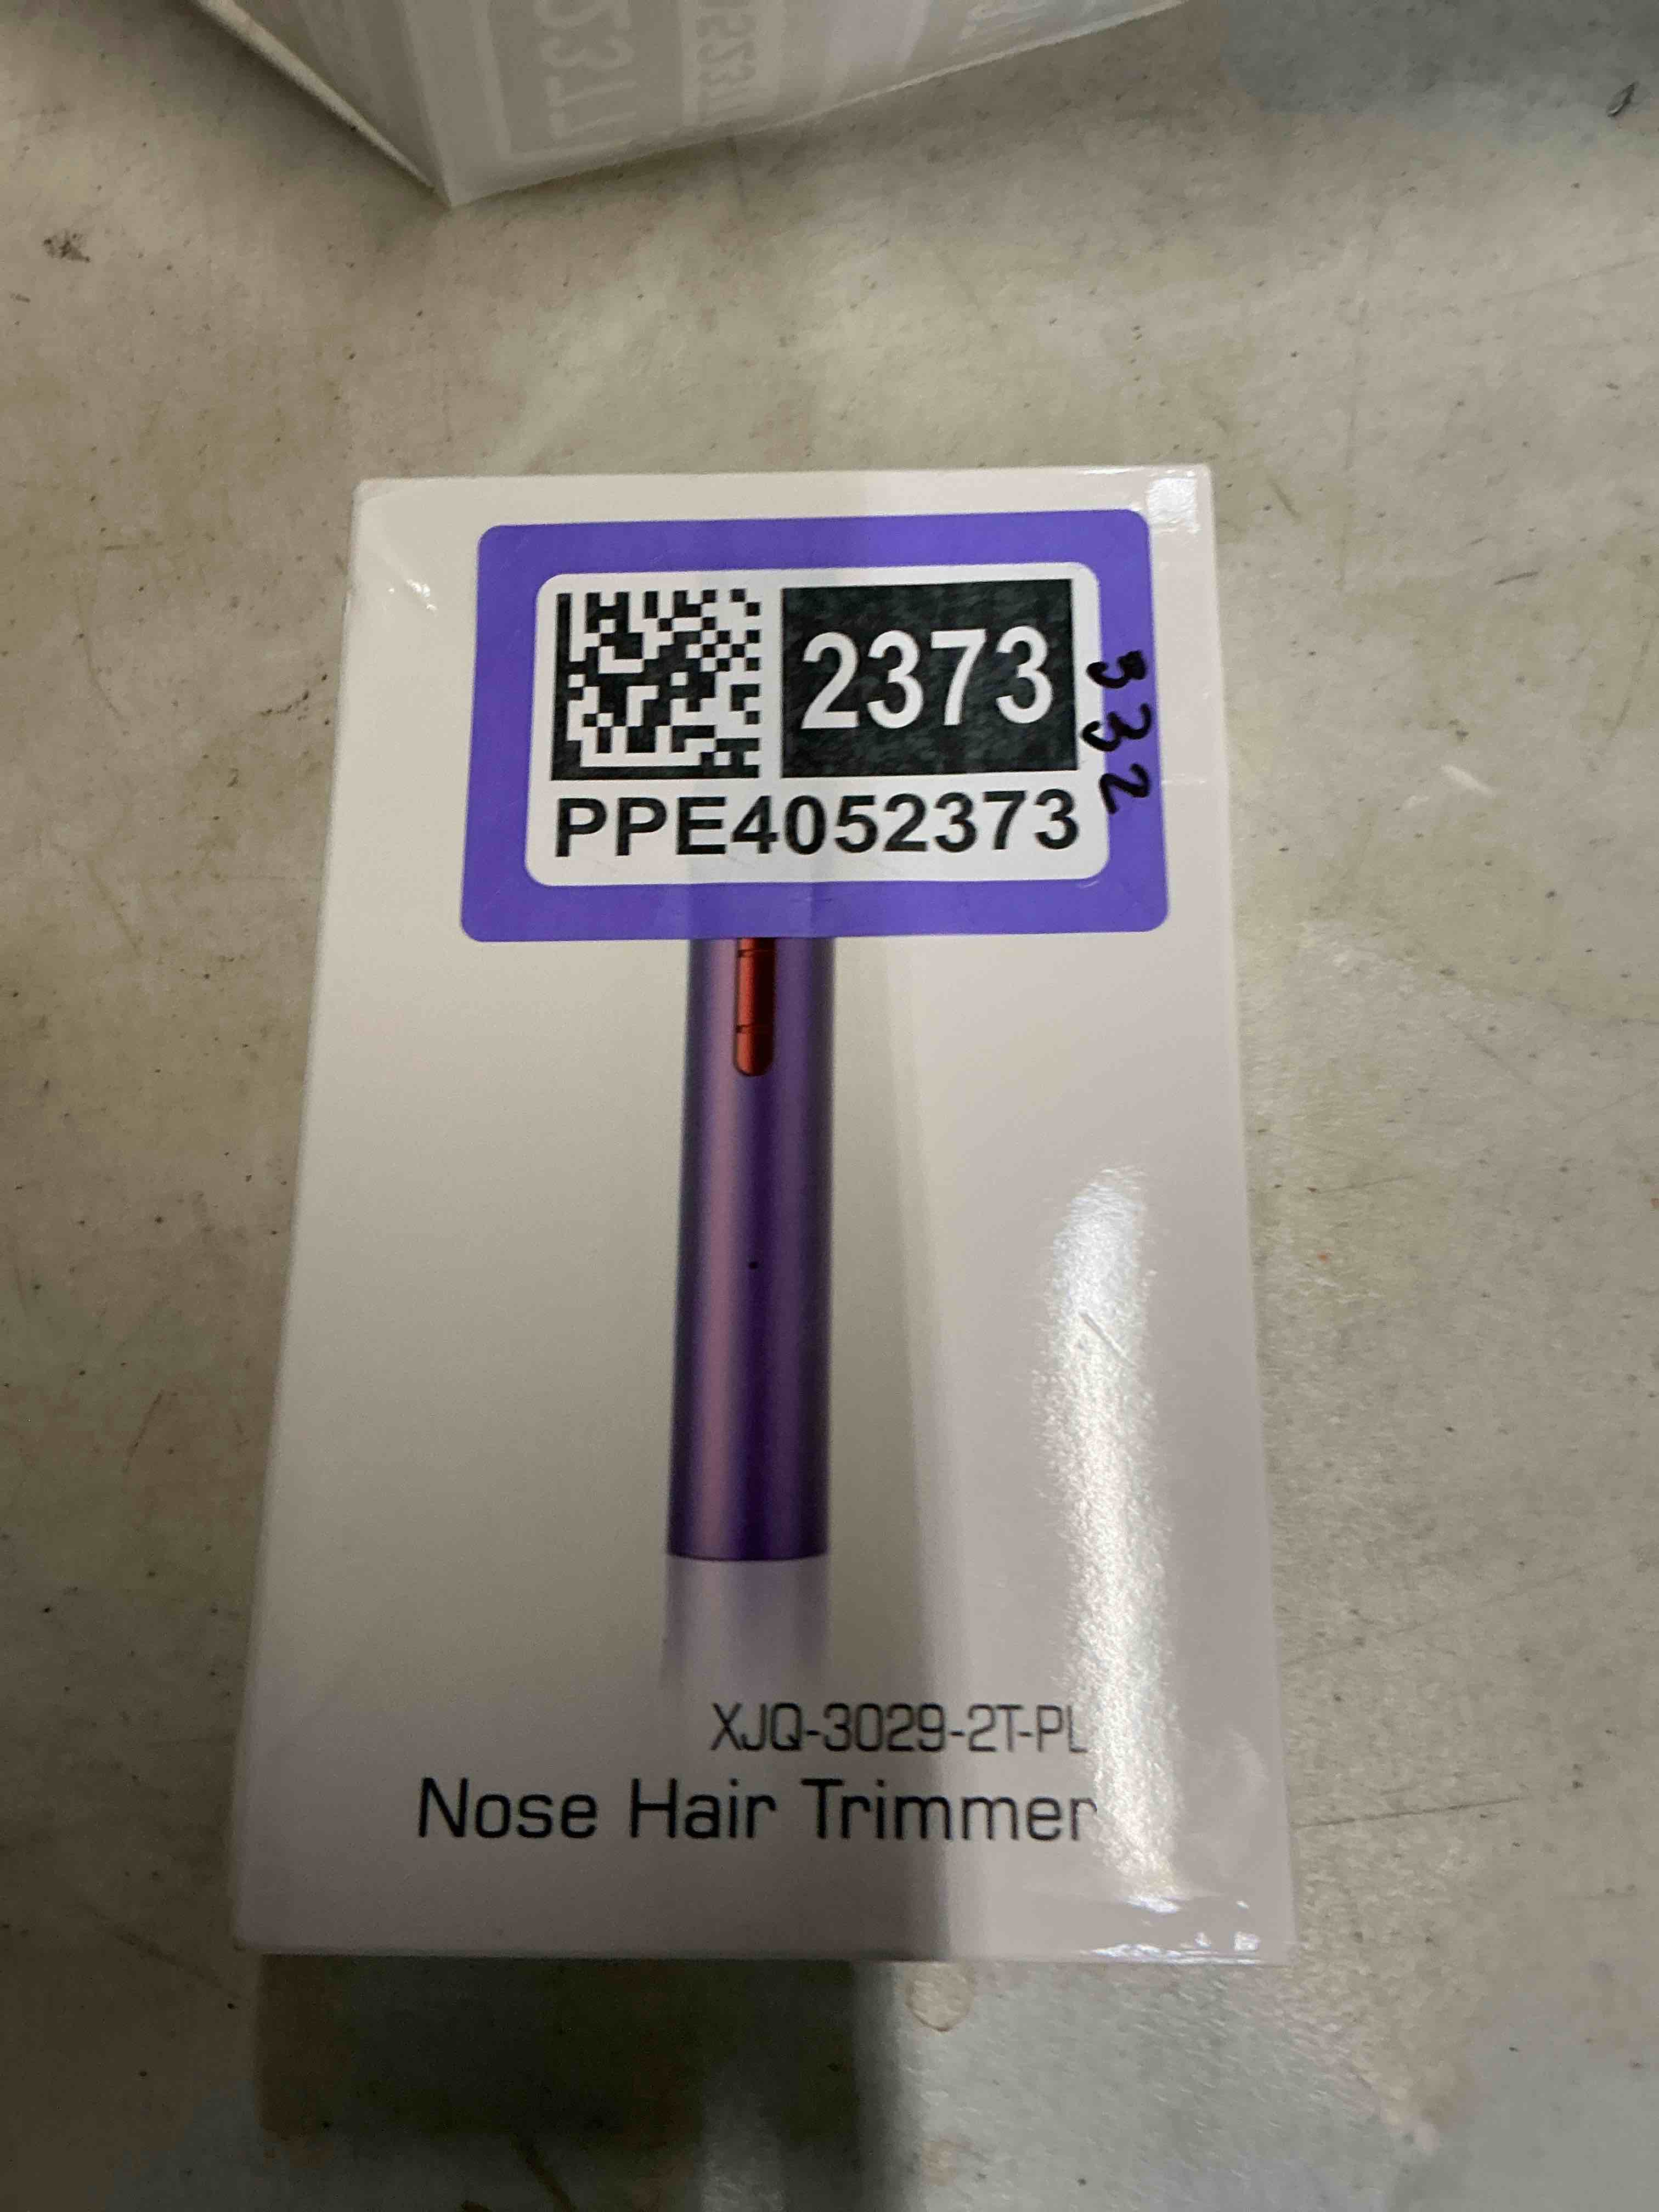 2373
PPE4052373
332
XJQ-3029-2T-PL
Nose Hair Trimmer